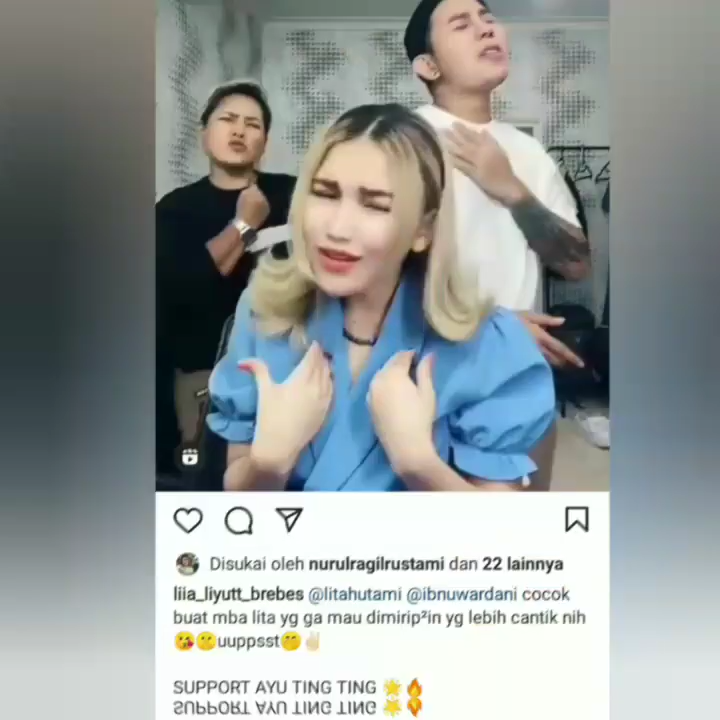 Disukai oleh nurulragilrustami dan 22 lainnya
liia_liyutt_brebes @litahutami @ibnuwardani cocok
buat mba lita yg ga mau dimirip²in yg lebih cantik nih
😘🤭uuppsst🤭✌🏻
SUPPORT AYU TING TING 🌟🔥
SUPPORT AYU TING TING 🌟🔥